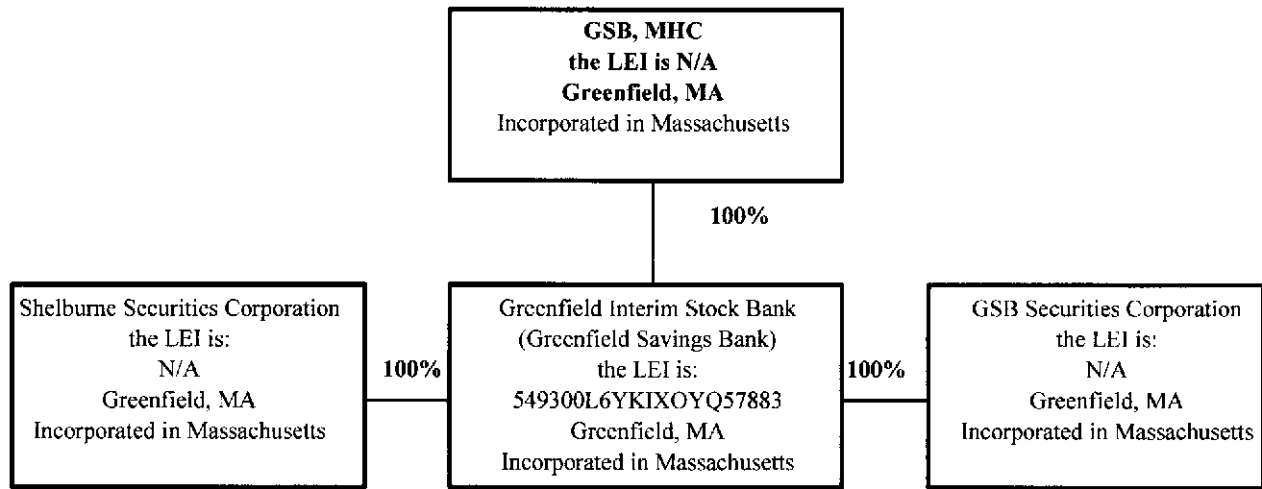 GSB, MHC
the LEI is N/A
Greenfield, MA
Incorporated in Massachusetts
100%
Shelburne Securities Corporation
the LEI is:
N/A
Greenfield, MA
Incorporated in Massachusetts
100%
Greenfield Interim Stock Bank
(Greenfield Savings Bank)
the LEI is:
549300L6YKIXOYQ57883
Greenfield, MA
Incorporated in Massachusetts
100%
GSB Securities Corporation
the LEI is:
N/A
Greenfield, MA
Incorporated in Massachusetts